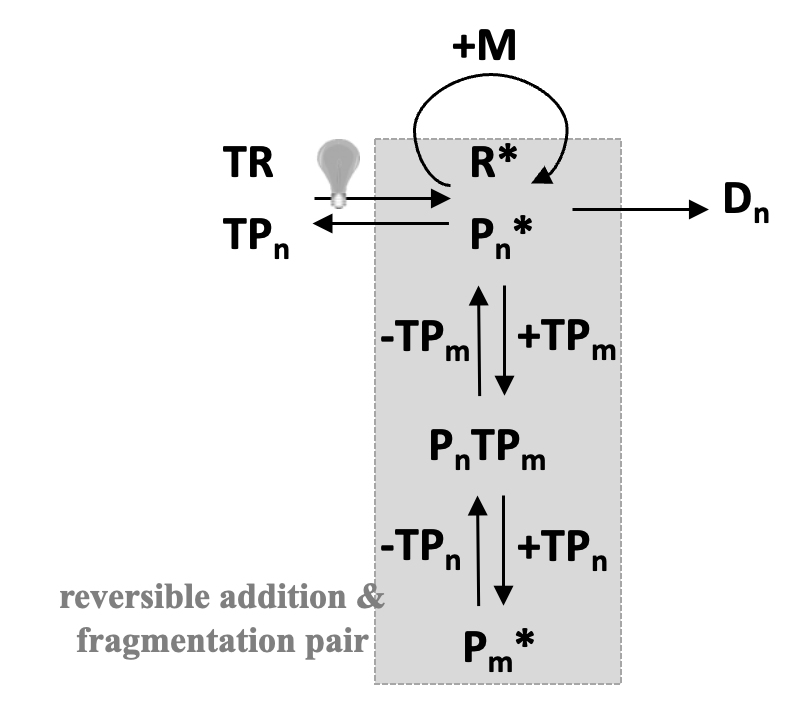 +M
TR
R*
TPn
Pn*
Dn
-TPm
+TPm
PnTPm
-TPn
+TPn
reversible addition &
fragmentation pair
Pm*